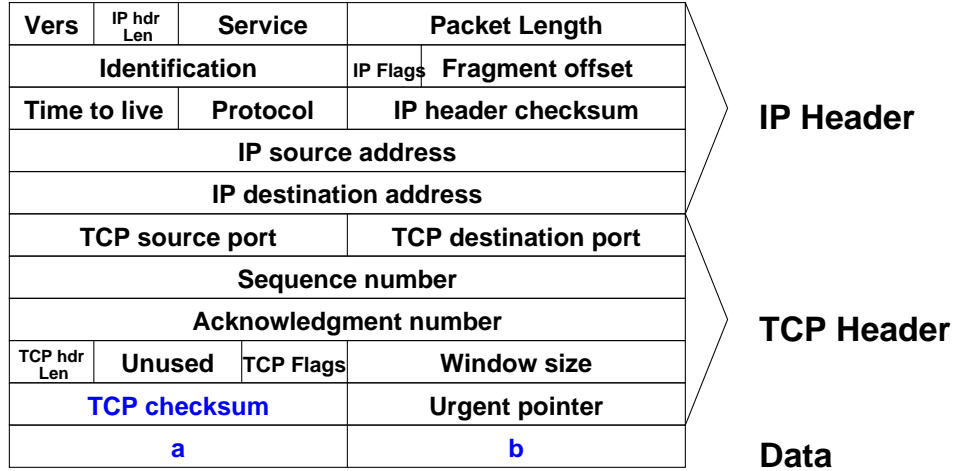 Vers IP hdr Len Service Packet Length
Identification IP Flags Fragment offset
Time to live Protocol IP header checksum
IP source address
IP destination address
IP Header
TCP source port TCP destination port
Sequence number
Acknowledgment number
TCP hdr Len Unused TCP Flags Window size
TCP checksum Urgent pointer
TCP Header
a b
Data